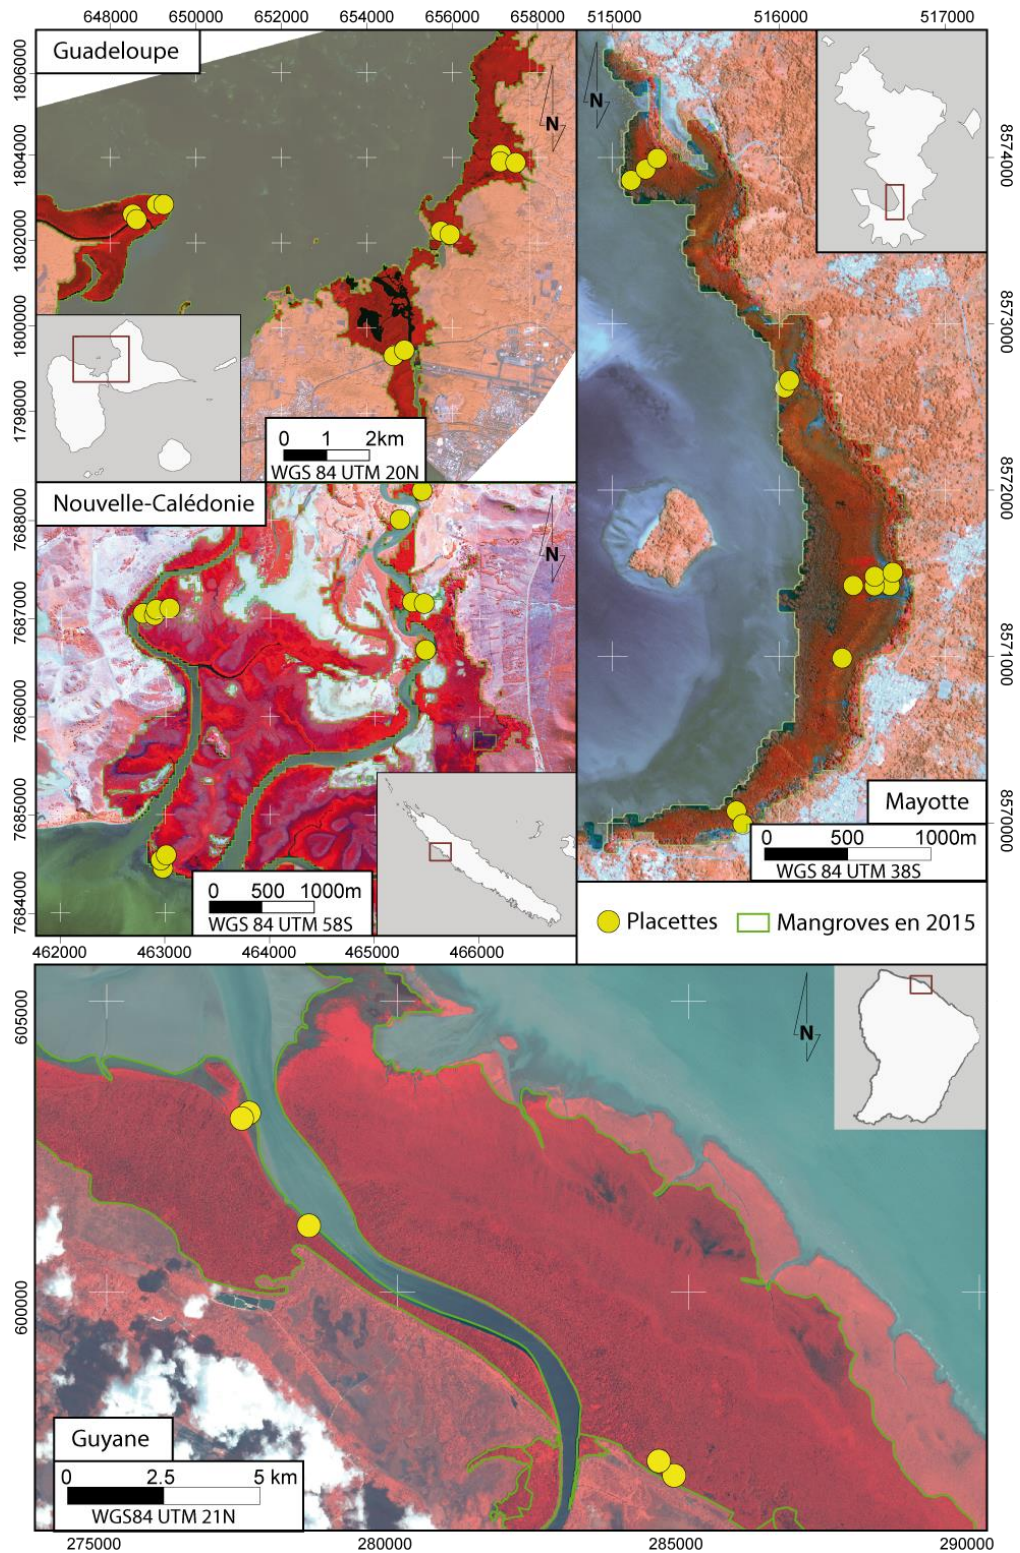 648000 650000 652000 654000 656000 658000
515000 516000 517000
Guadeloupe
1806000
1804000
1802000
1800000
1798000
N
0 1 2km
WGS 84 UTM 20N
N
8574000
8573000
8572000
8571000
8570000
Mayotte
0 500 1000m
WGS 84 UTM 38S
Nouvelle-Calédonie
7688000
7687000
7686000
7685000
7684000
N
0 500 1000m
WGS 84 UTM 58S
462000 463000 464000 465000 466000
Placettes
Mangroves en 2015
605000
600000
N
Guyane
0 2.5 5 km
WGS84 UTM 21N
275000 280000 285000 290000